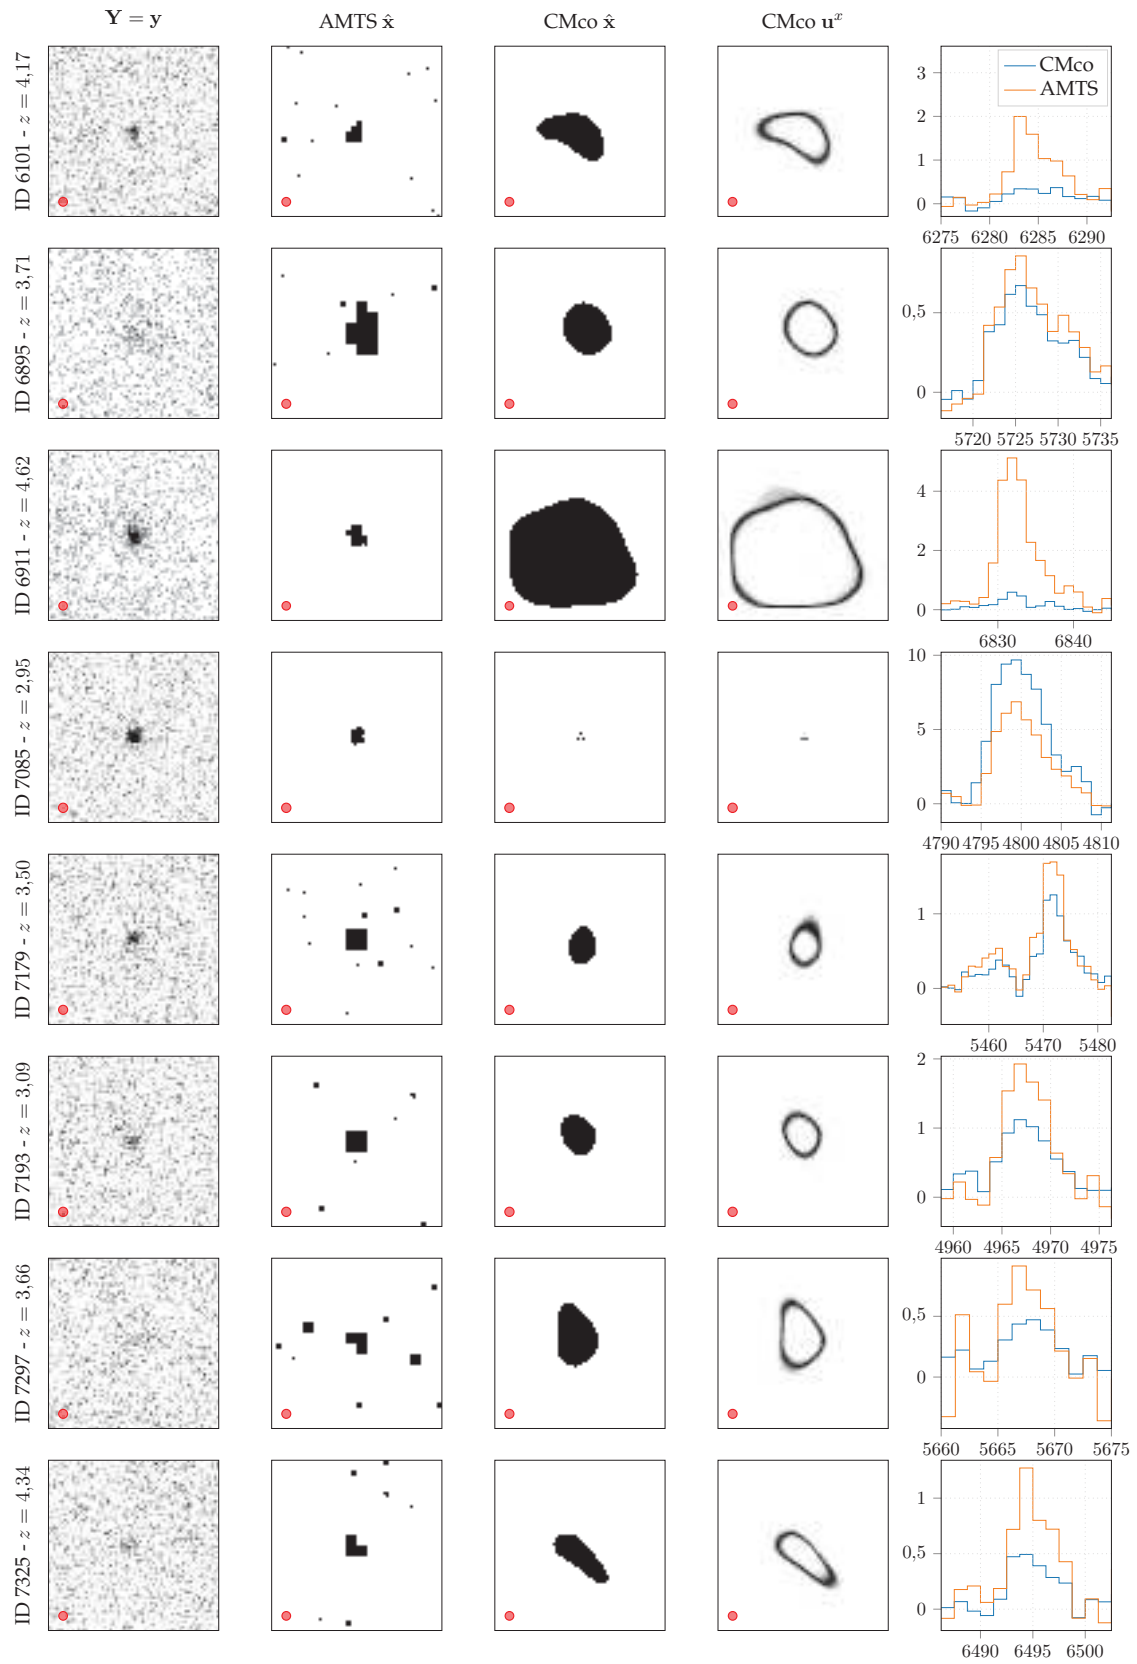 Y = y
AMTS x̂
CMco x̂
CMco uˣ
ID 6101 - z = 4,17
3
2
1
0
CMco
AMTS
6275 6280 6285 6290
ID 6895 - z = 3,71
0,5
0
5720 5725 5730 5735
ID 6911 - z = 4,62
4
2
0
6830 6840
ID 7085 - z = 2,95
10
5
0
4790 4795 4800 4805 4810
ID 7179 - z = 3,50
1
0
5460 5470 5480
ID 7193 - z = 3,09
2
1
0
4960 4965 4970 4975
ID 7297 - z = 3,66
0,5
0
5660 5665 5670 5675
ID 7325 - z = 4,34
1
0,5
0
6490 6495 6500